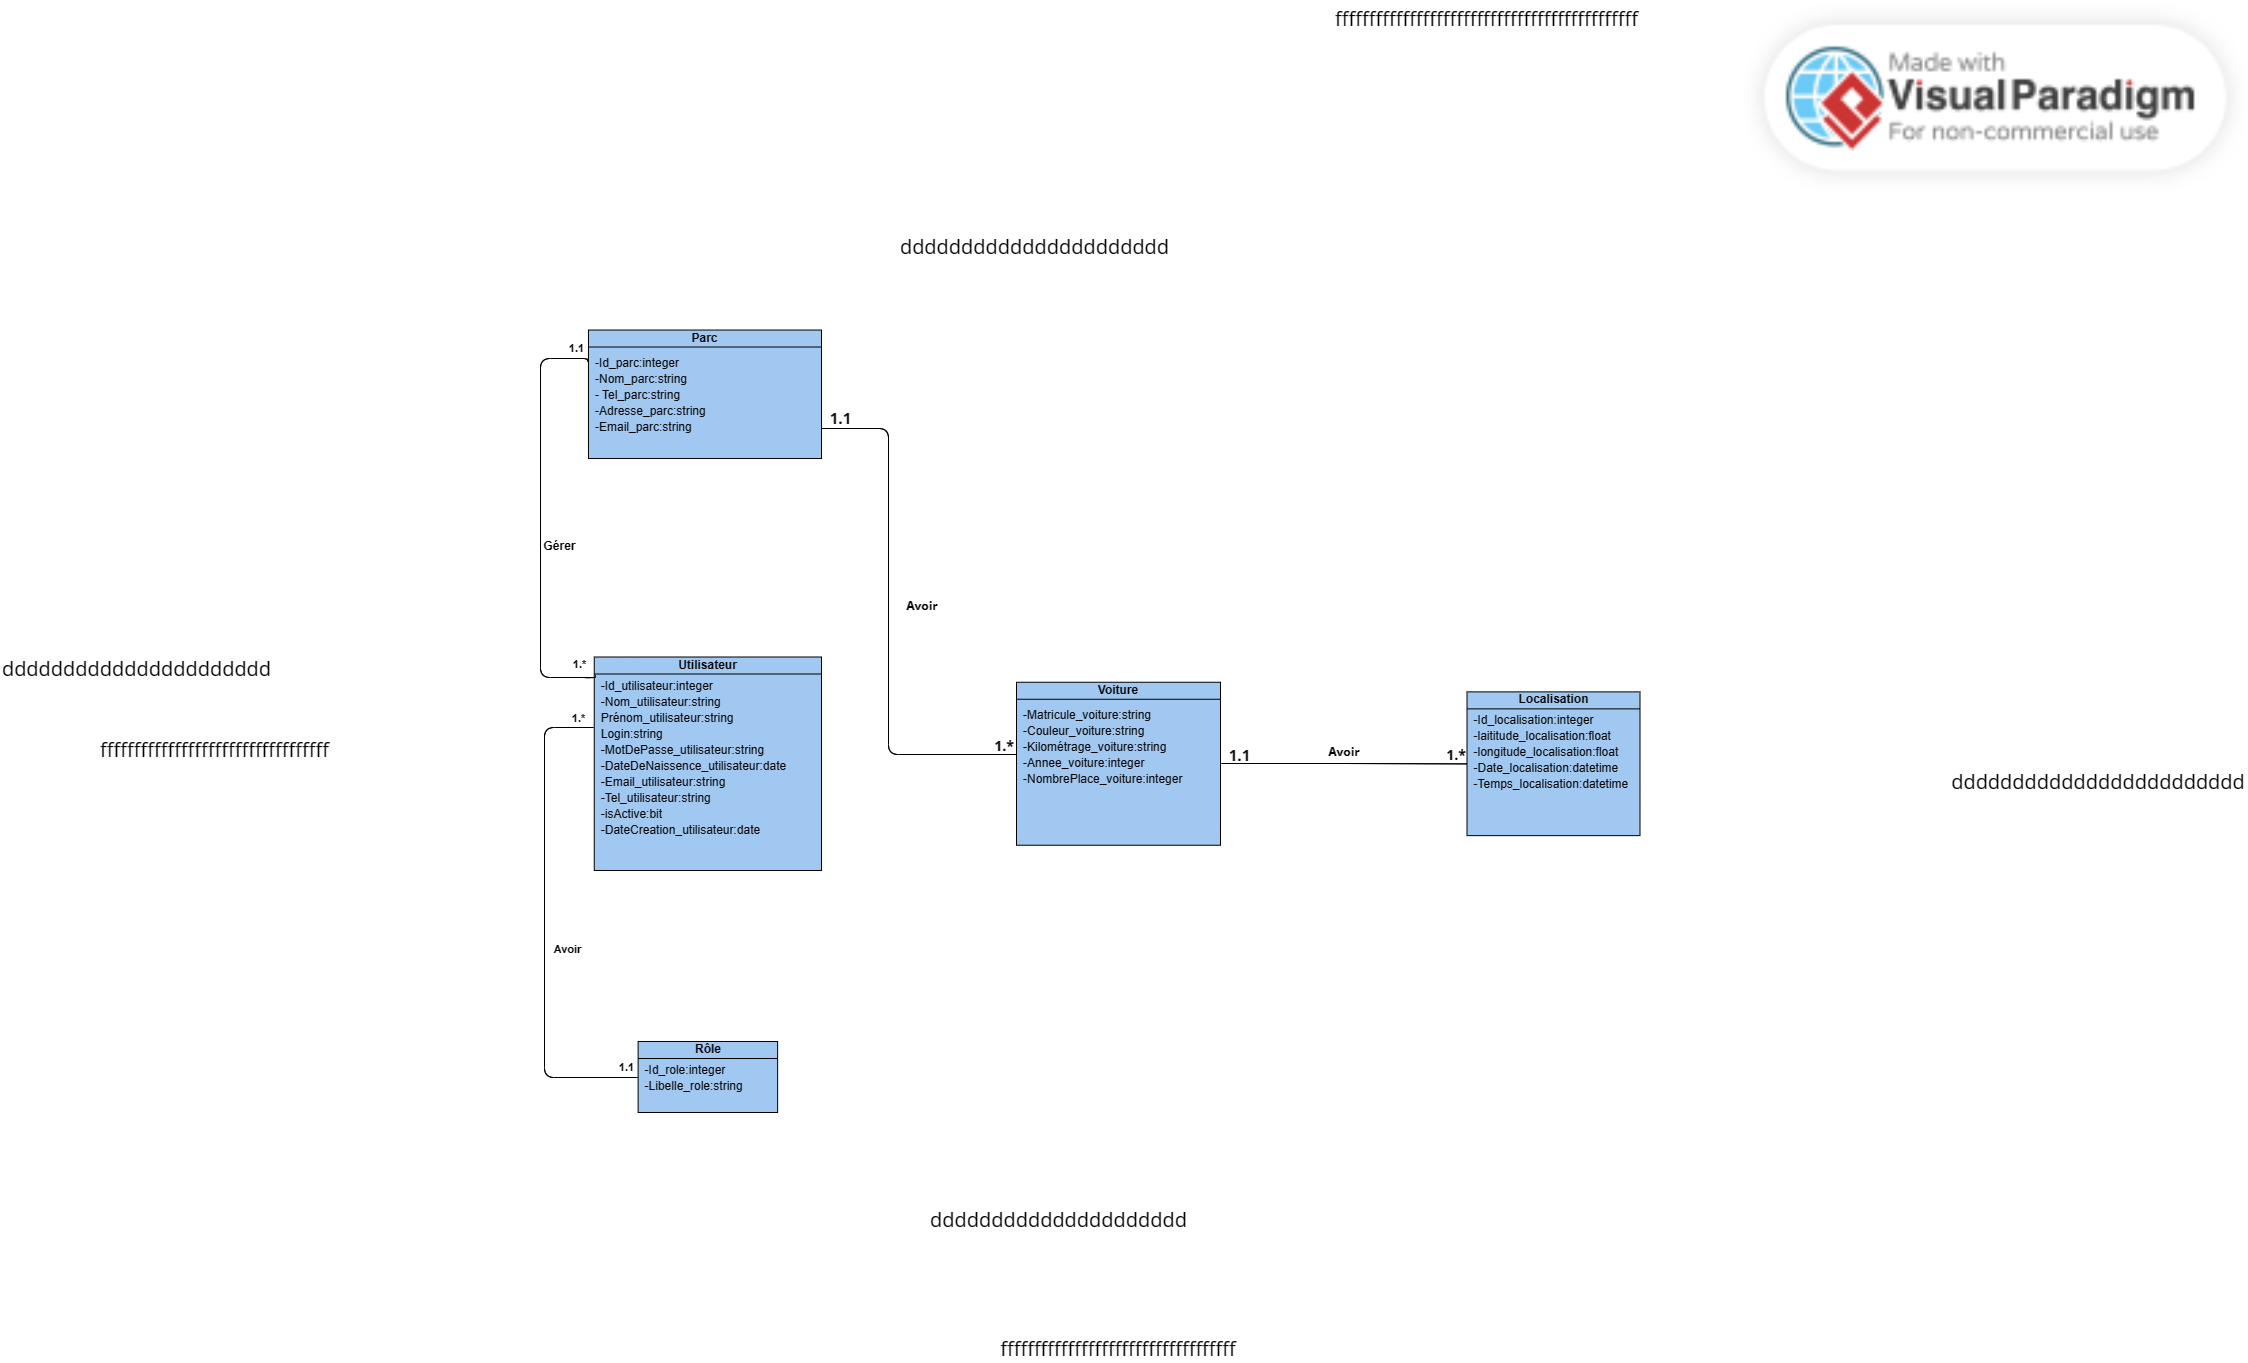 ffffffffffffffffffffffffffffffffffffffffffffff
Made with
Visual Paradigm
For non-commercial use
dddddddddddddddddddddd
Parc
1.1
-Id_parc:integer
-Nom_parc:string
- Tel_parc:string
-Adresse_parc:string
-Email_parc:string
1.1
Gérer
Avoir
dddddddddddddddddddddd
1.*
Utilisateur
-Id_utilisateur:integer
-Nom_utilisateur:string
Prénom_utilisateur:string
Login:string
-MotDePasse_utilisateur:string
-DateDeNaissence_utilisateur:date
-Email_utilisateur:string
-Tel_utilisateur:string
-isActive:bit
-DateCreation_utilisateur:date
1.*
fffffffffffffffffffffffffffffffffff
Voiture
-Matricule_voiture:string
-Couleur_voiture:string
-Kilométrage_voiture:string
-Annee_voiture:integer
-NombrePlace_voiture:integer
1.*
1.1
Avoir
1.*
Localisation
-Id_localisation:integer
-laititude_localisation:float
-longitude_localisation:float
-Date_localisation:datetime
-Temps_localisation:datetime
dddddddddddddddddddddddd
Avoir
Rôle
1.1
-Id_role:integer
-Libelle_role:string
ddddddddddddddddddddd
ffffffffffffffffffffffffffffffffffff